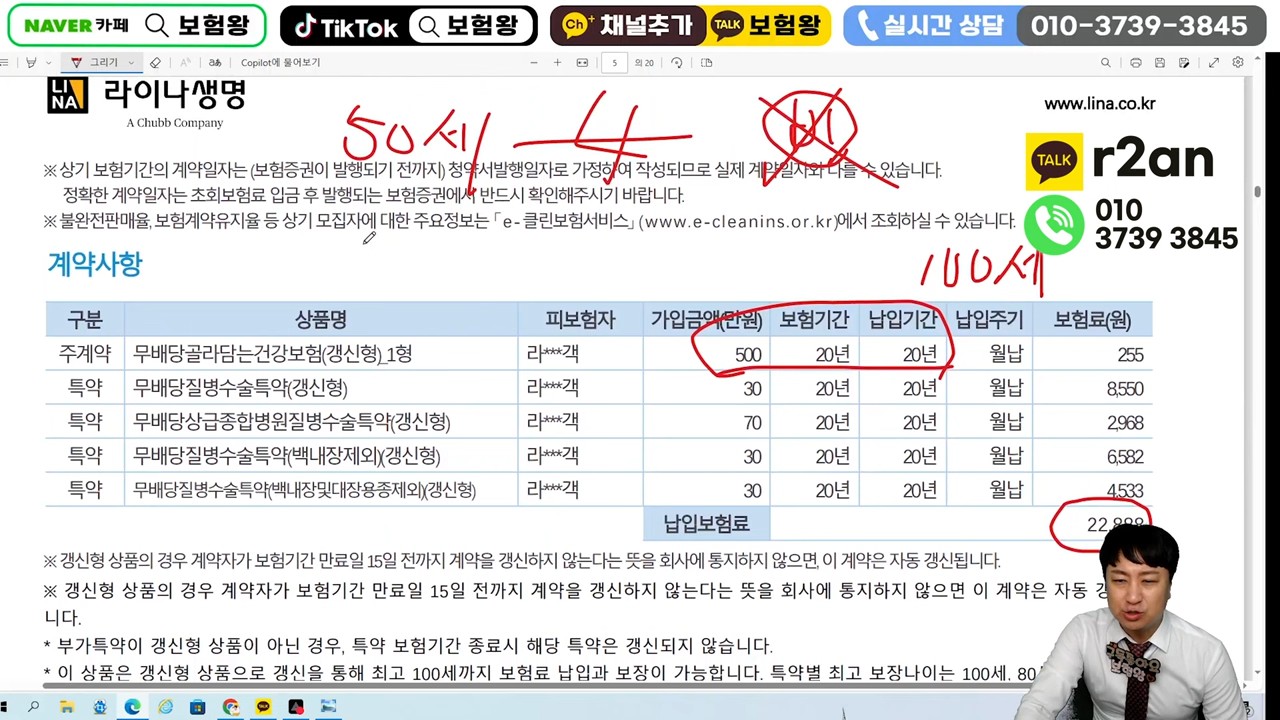 NAVER 카페 보험왕 TikTok 보험왕 Ch+ 채널추가 TALK 보험왕 실시간 상담 010-3739-3845
그리기 Copilot에 물어보기 5 의 20
LINA 라이나생명 www.lina.co.kr
A Chubb Company
50세 女
TALK r2an
※ 상기 보험기간의 계약일자는 (보험증권이 발행되기 전까지) 청약서발행일자로 가정하여 작성되므로 실제 계약일자와 다를 수 있습니다.
정확한 계약일자는 초회보험료 입금 후 발행되는 보험증권에서 반드시 확인해주시기 바랍니다.
※ 불완전판매율, 보험계약유지율 등 상기 모집자에 대한 주요정보는 「e-클린보험서비스」(www.e-cleanins.or.kr)에서 조회하실 수 있습니다.
010
3739 3845
계약사항
100세
구분 상품명 피보험자 가입금액(만원) 보험기간 납입기간 납입주기 보험료(원)
주계약 무배당골라담는건강보험(갱신형)_1형 라***객 500 20년 20년 월납 255
특약 무배당질병수술특약(갱신형) 라***객 30 20년 20년 월납 8,550
특약 무배당상급종합병원질병수술특약(갱신형) 라***객 70 20년 20년 월납 2,968
특약 무배당질병수술특약(백내장제외)(갱신형) 라***객 30 20년 20년 월납 6,582
특약 무배당질병수술특약(백내장및대장용종제외)(갱신형) 라***객 30 20년 20년 월납 4,533
납입보험료 22,888
※ 갱신형 상품의 경우 계약자가 보험기간 만료일 15일 전까지 계약을 갱신하지 않는다는 뜻을 회사에 통지하지 않으면, 이 계약은 자동 갱신됩니다.
※ 갱신형 상품의 경우 계약자가 보험기간 만료일 15일 전까지 계약을 갱신하지 않는다는 뜻을 회사에 통지하지 않으면 이 계약은 자동 갱
니다.
* 부가특약이 갱신형 상품이 아닌 경우, 특약 보험기간 종료시 해당 특약은 갱신되지 않습니다.
* 이 상품은 갱신형 상품으로 갱신을 통해 최고 100세까지 보험료 납입과 보장이 가능합니다. 특약별 최고 보장나이는 100세, 80